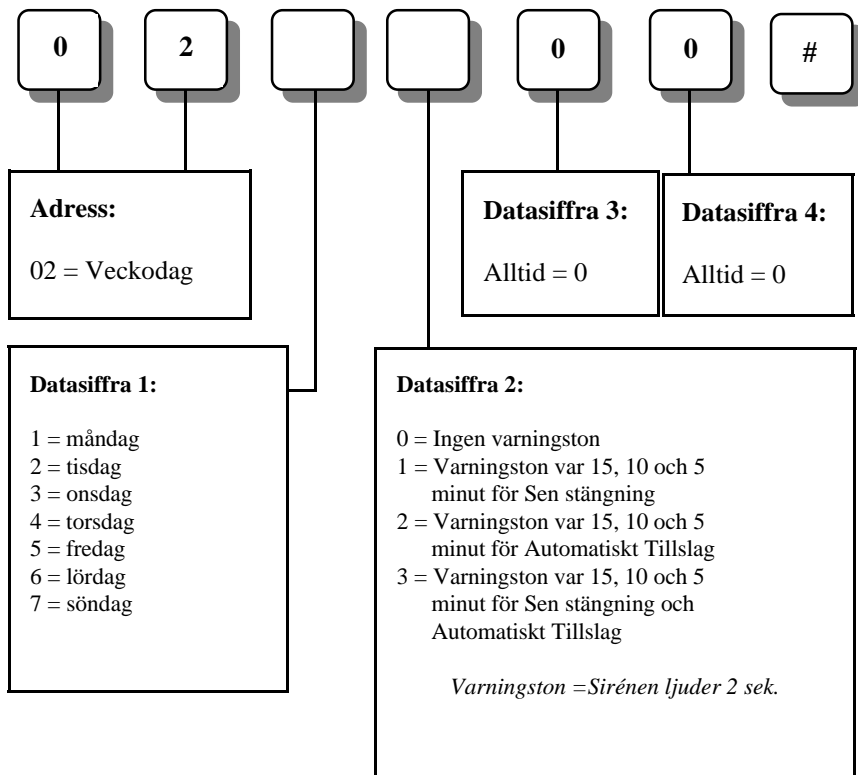 0 2 0 0 #
Adress:
02 = Veckodag
Datasiffra 3:
Alltid = 0
Datasiffra 4:
Alltid = 0
Datasiffra 1:
1 = måndag
2 = tisdag
3 = onsdag
4 = torsdag
5 = fredag
6 = lördag
7 = söndag
Datasiffra 2:
0 = Ingen varningston
1 = Varningston var 15, 10 och 5
minut för Sen stängning
2 = Varningston var 15, 10 och 5
minut för Automatiskt Tillslag
3 = Varningston var 15, 10 och 5
minut för Sen stängning och
Automatiskt Tillslag
Varningston =Sirénen ljuder 2 sek.